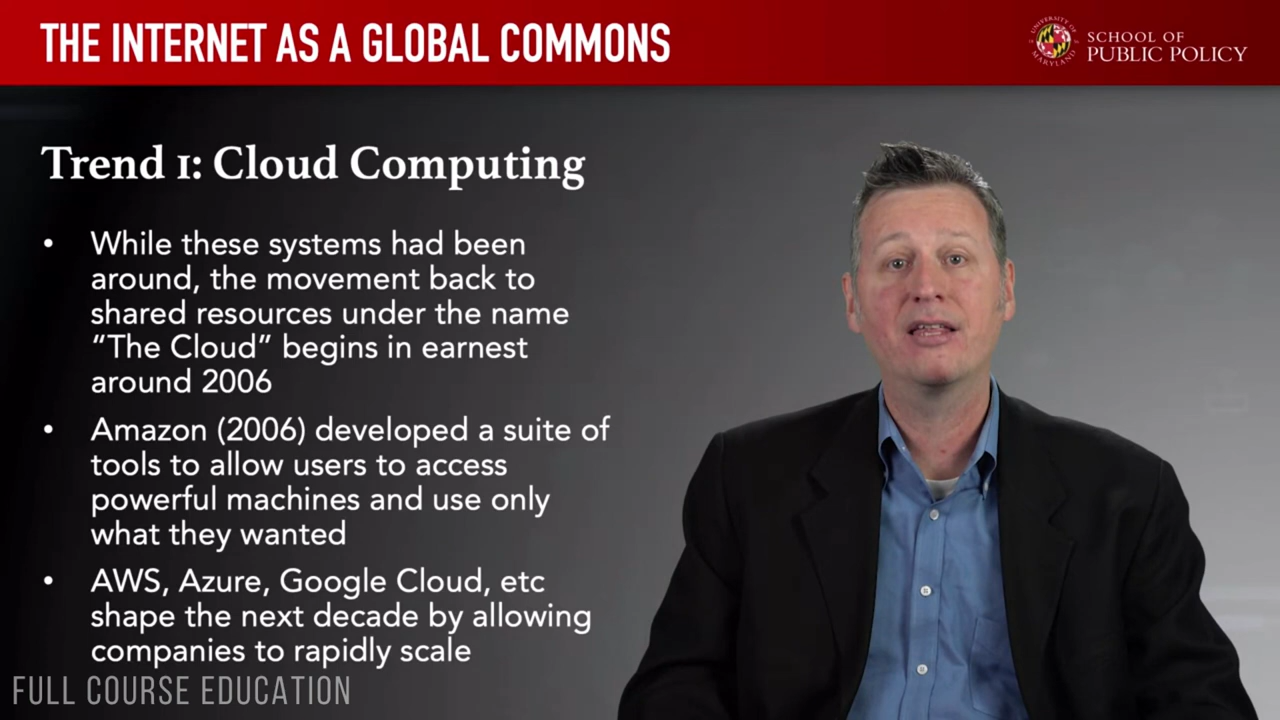 THE INTERNET AS A GLOBAL COMMONS
SCHOOL OF
PUBLIC POLICY
UNIVERSITY OF
MARYLAND
Trend 1: Cloud Computing
• While these systems had been
around, the movement back to
shared resources under the name
“The Cloud” begins in earnest
around 2006
• Amazon (2006) developed a suite of
tools to allow users to access
powerful machines and use only
what they wanted
• AWS, Azure, Google Cloud, etc
shape the next decade by allowing
companies to rapidly scale
FULL COURSE EDUCATION